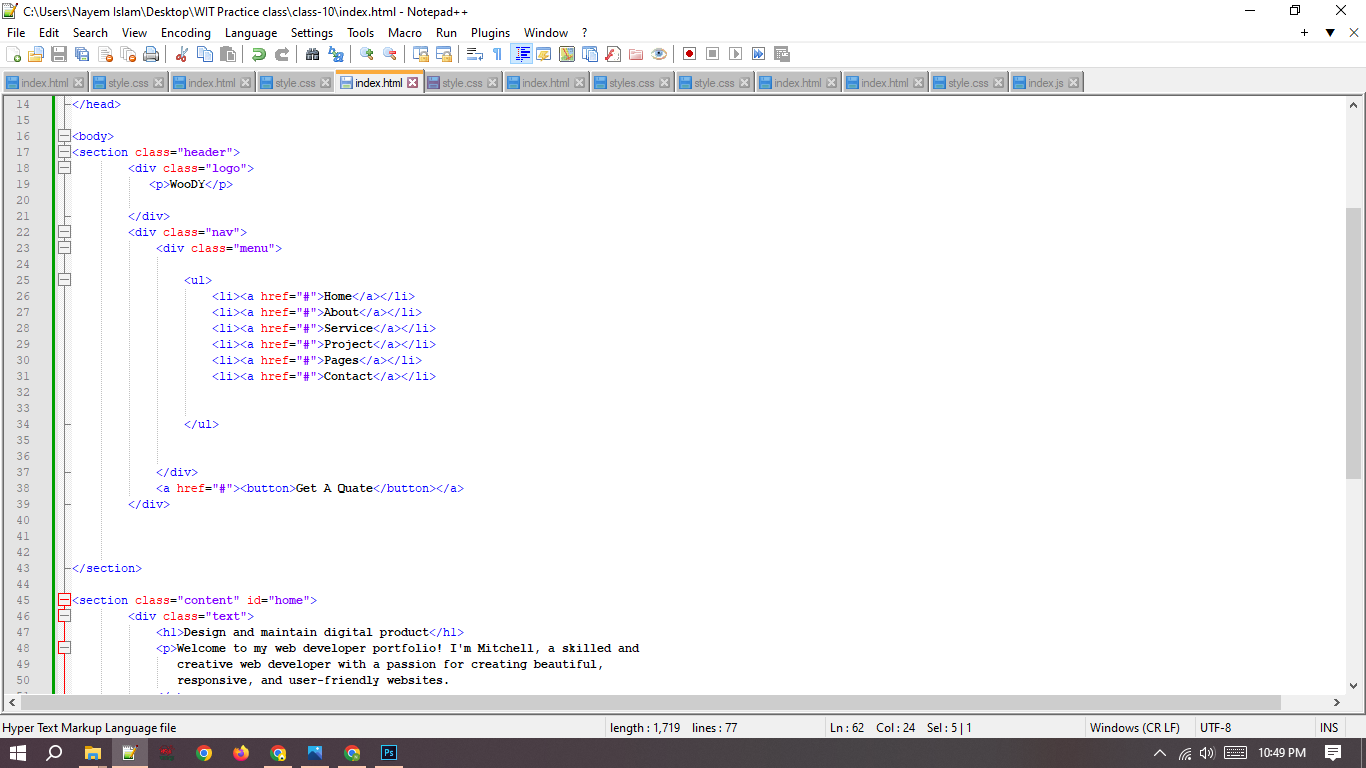 C:\Users\Nayem Islam\Desktop\WIT Practice class\class-10\index.html - Notepad++
File Edit Search View Encoding Language Settings Tools Macro Run Plugins Window ?
index.html style.css index.html style.css index.html style.css index.html styles.css style.css index.html index.html style.css index.js
14 </head>
15
16 <body>
17 <section class="header">
18 <div class="logo">
19 <p>WooDY</p>
20
21 </div>
22 <div class="nav">
23 <div class="menu">
24
25 <ul>
26 <li><a href="#">Home</a></li>
27 <li><a href="#">About</a></li>
28 <li><a href="#">Service</a></li>
29 <li><a href="#">Project</a></li>
30 <li><a href="#">Pages</a></li>
31 <li><a href="#">Contact</a></li>
32
33
34 </ul>
35
36
37 </div>
38 <a href="#"><button>Get A Quate</button></a>
39 </div>
40
41
42
43 </section>
44
45 <section class="content" id="home">
46 <div class="text">
47 <h1>Design and maintain digital product</h1>
48 <p>Welcome to my web developer portfolio! I'm Mitchell, a skilled and
49 creative web developer with a passion for creating beautiful,
50 responsive, and user-friendly websites.
Hyper Text Markup Language file length : 1,719 lines : 77 Ln : 62 Col : 24 Sel : 5 | 1 Windows (CR LF) UTF-8 INS
Ps 10:49 PM